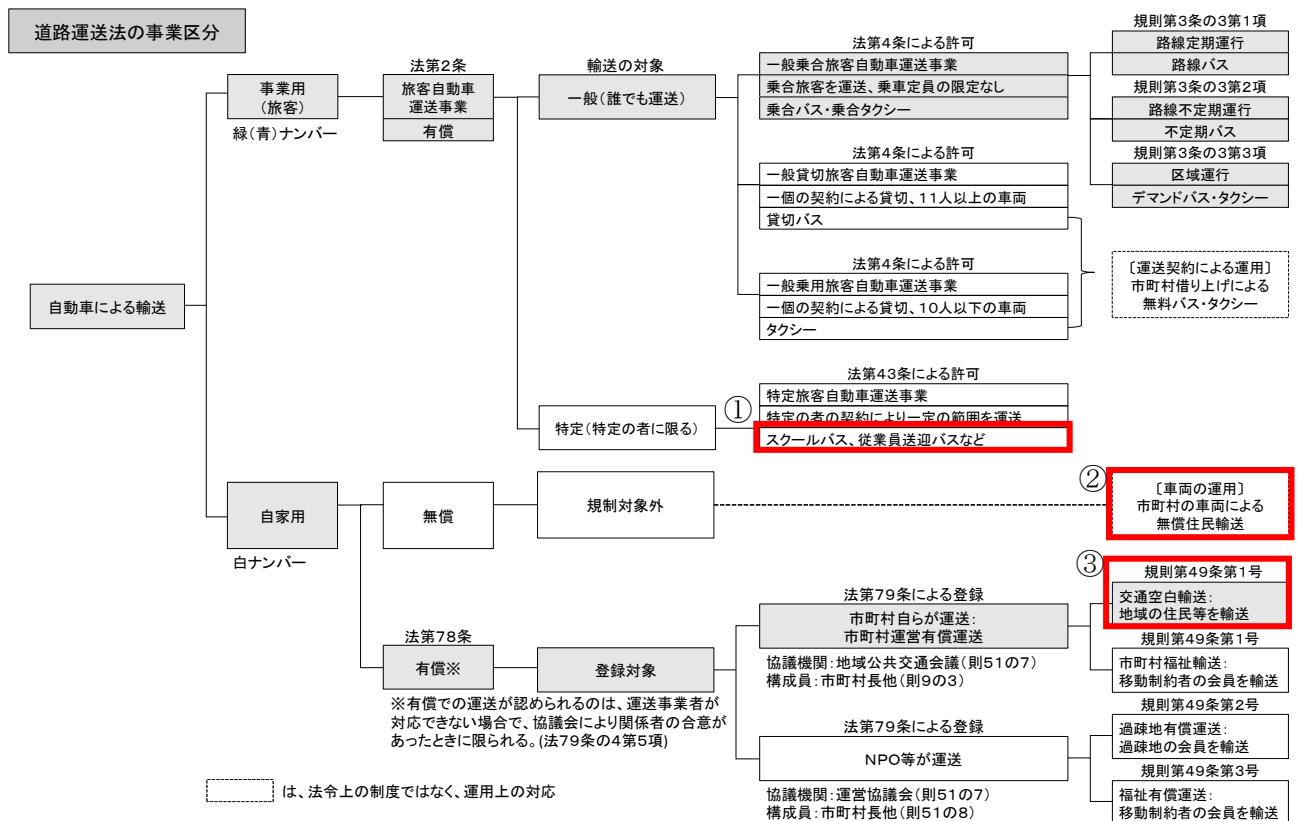 道路運送法の事業区分
自動車による輸送
事業用
(旅客)
緑(青)ナンバー
法第2条
旅客自動車
運送事業
有償
輸送の対象
一般(誰でも運送)
法第4条による許可
一般乗合旅客自動車運送事業
乗合旅客を運送、乗車定員の限定なし
乗合バス・乗合タクシー
規則第3条の3第1項
路線定期運行
路線バス
規則第3条の3第2項
路線不定期運行
不定期バス
規則第3条の3第3項
区域運行
デマンドバス・タクシー
法第4条による許可
一般貸切旅客自動車運送事業
一個の契約による貸切、11人以上の車両
貸切バス
法第4条による許可
一般乗用旅客自動車運送事業
一個の契約による貸切、10人以下の車両
タクシー
〔運送契約による運用〕
市町村借り上げによる
無料バス・タクシー
特定(特定の者に限る)
①
法第43条による許可
特定旅客自動車運送事業
特定の者の契約により一定の範囲を運送
スクールバス、従業員送迎バスなど
自家用
白ナンバー
無償
規制対象外
②
〔車両の運用〕
市町村の車両による
無償住民輸送
法第78条
有償※
登録対象
※有償での運送が認められるのは、運送事業者が
対応できない場合で、協議会により関係者の合意が
あったときに限られる。(法79条の4第5項)
法第79条による登録
市町村自らが運送:
市町村運営有償運送
協議機関:地域公共交通会議(則51の7)
構成員:市町村長他(則9の3)
③
規則第49条第1号
交通空白輸送:
地域の住民等を輸送
規則第49条第1号
市町村福祉輸送:
移動制約者の会員を輸送
法第79条による登録
NPO等が運送
協議機関:運営協議会(則51の7)
構成員:市町村長他(則51の8)
規則第49条第2号
過疎地有償運送:
過疎地の会員を輸送
規則第49条第3号
福祉有償運送:
移動制約者の会員を輸送
は、法令上の制度ではなく、運用上の対応